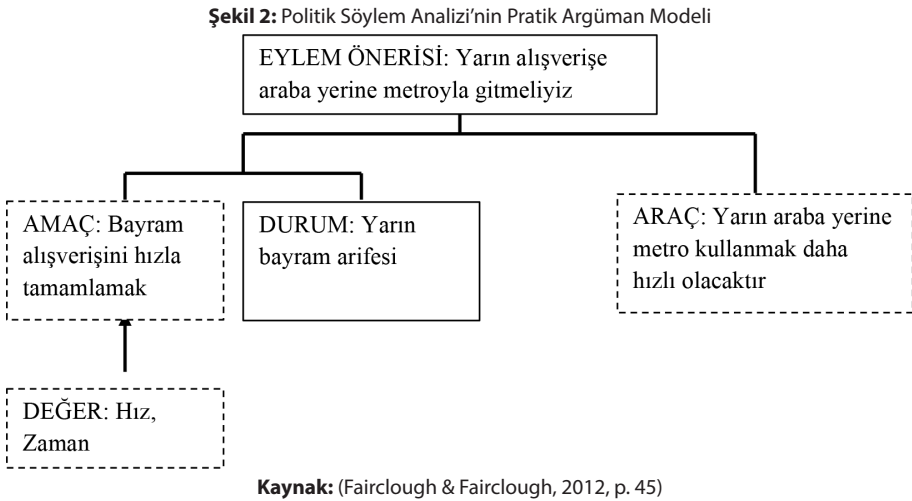 Şekil 2: Politik Söylem Analizi’nin Pratik Argüman Modeli
EYLEM ÖNERİSİ: Yarın alışverişe
araba yerine metroyla gitmeliyiz
AMAÇ: Bayram
alışverişini hızla
tamamlamak
DURUM: Yarın
bayram arifesi
ARAÇ: Yarın araba yerine
metro kullanmak daha
hızlı olacaktır
DEĞER: Hız,
Zaman
Kaynak: (Fairclough & Fairclough, 2012, p. 45)